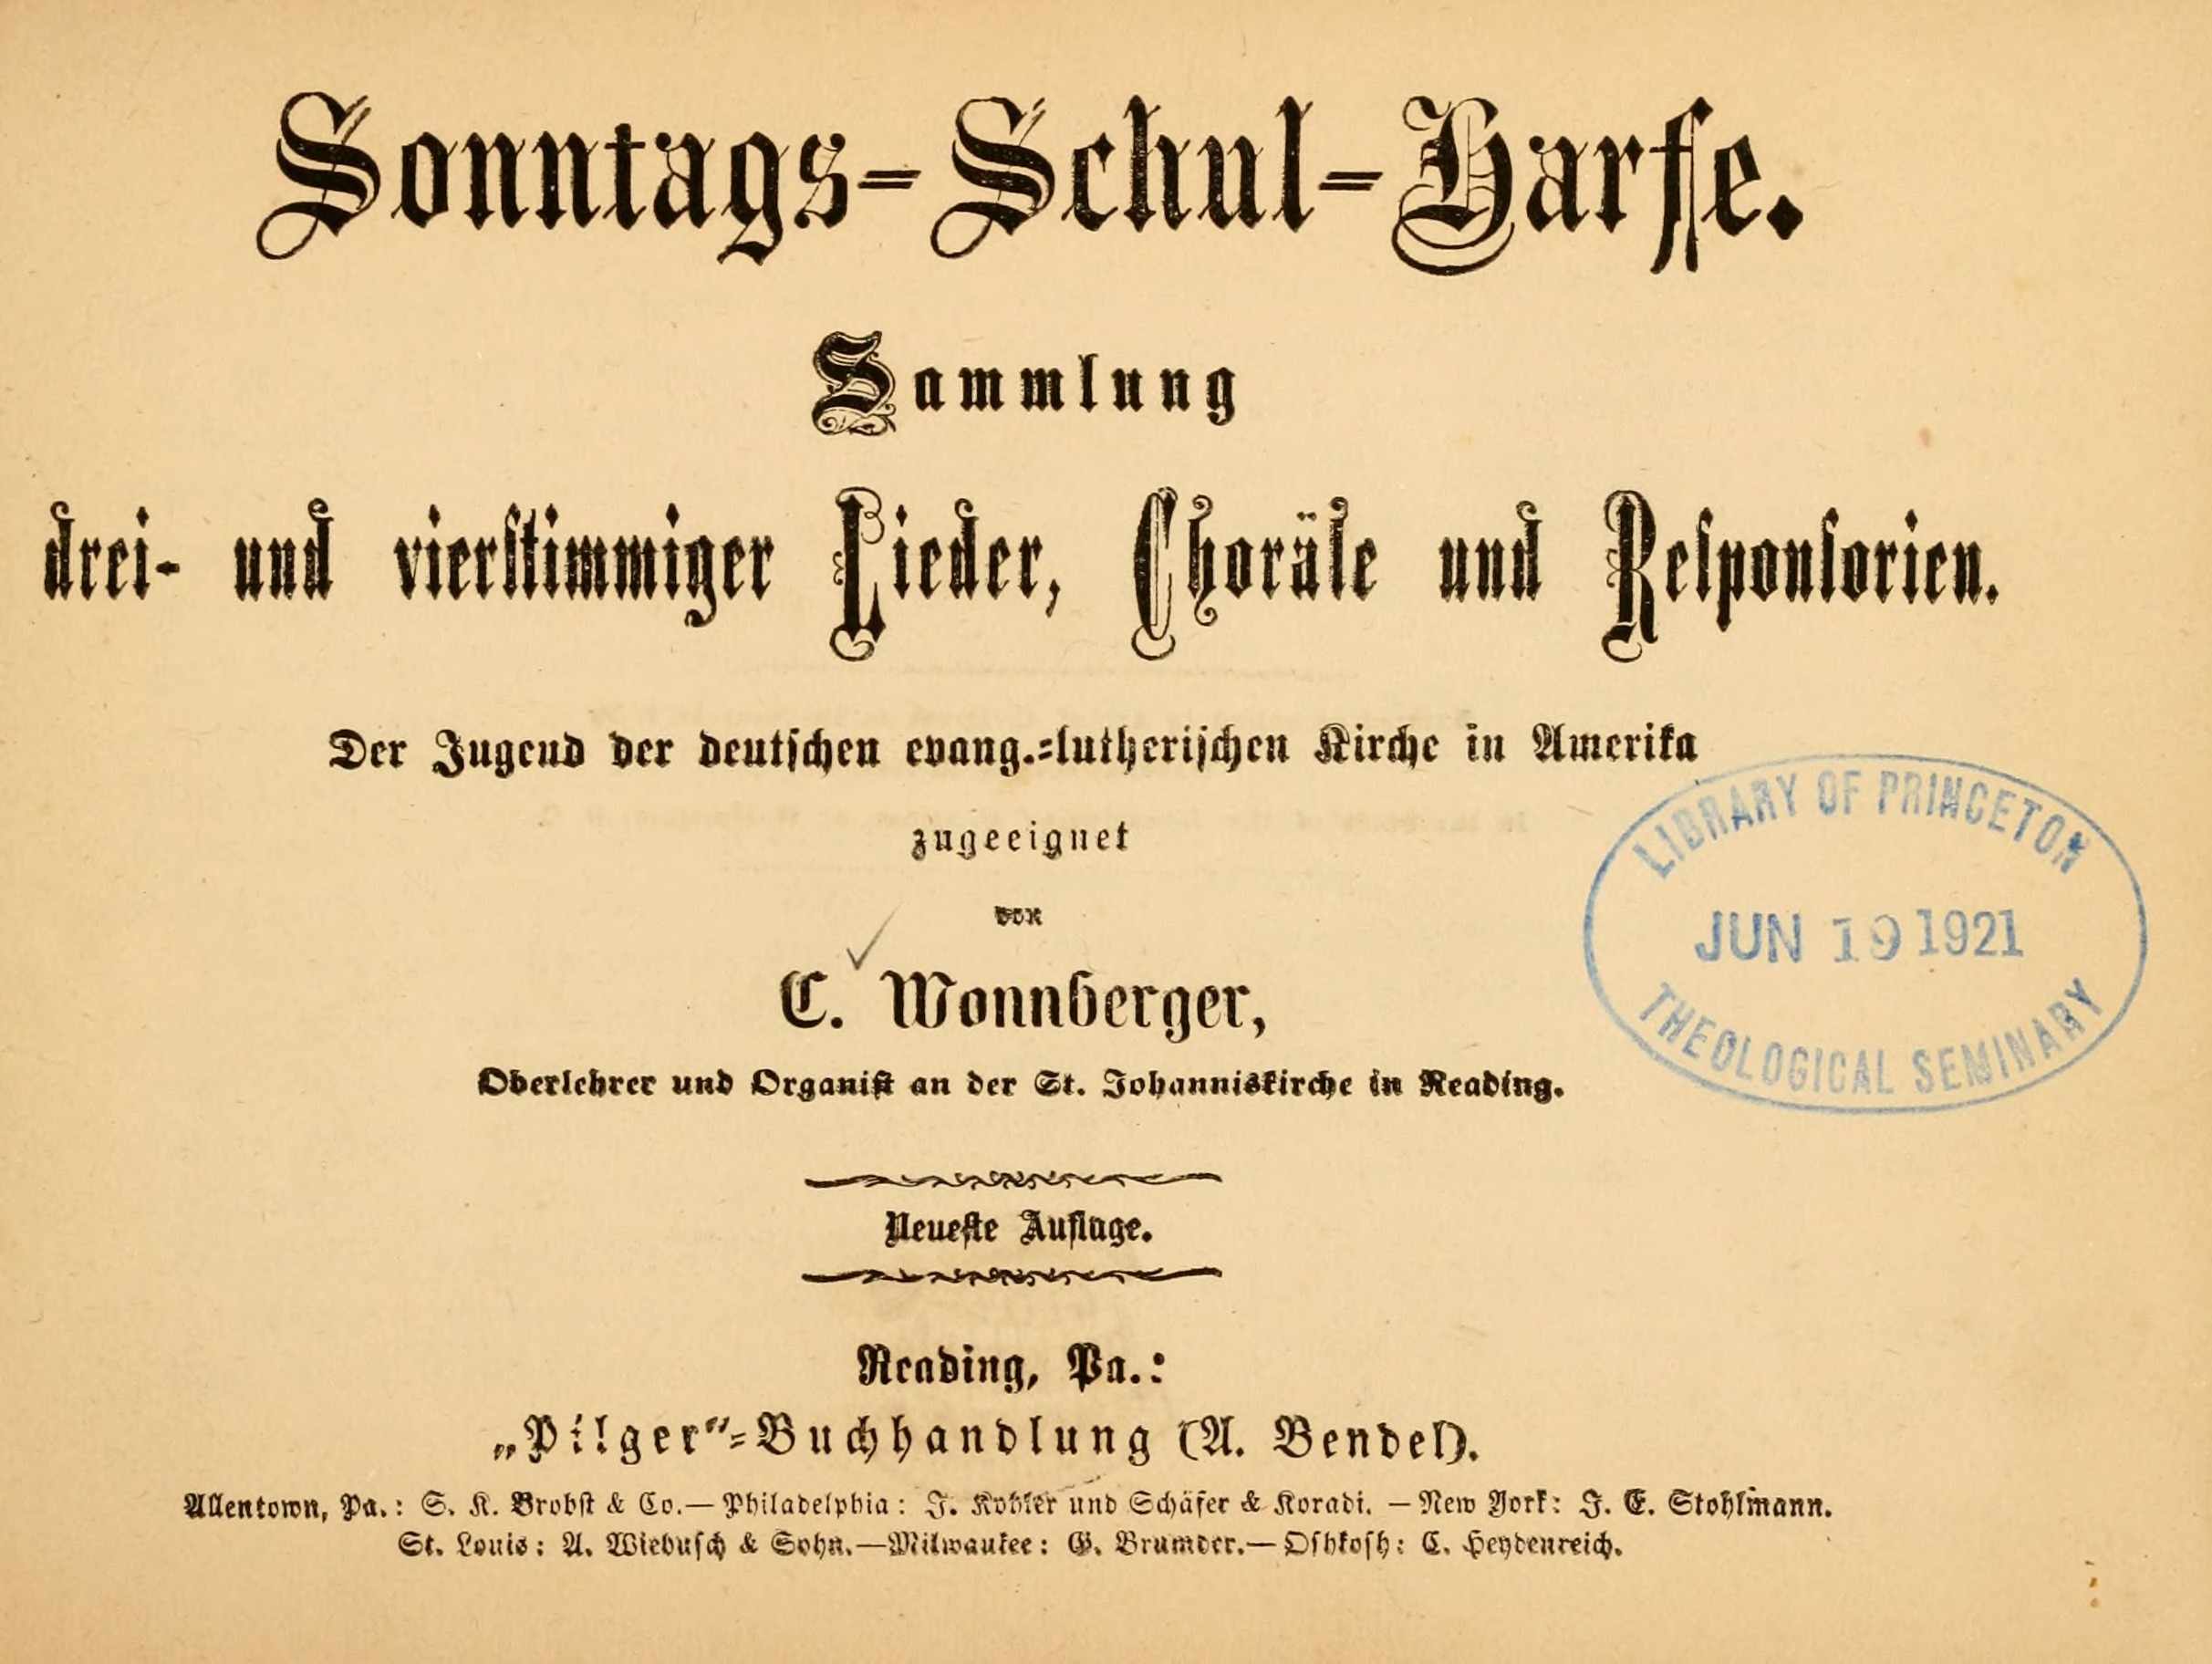 Sonntags-Schul-Harfe.
Sammlung
drei- und vierstimmiger Lieder, Choräle und Responsorien.
Der Jugend der deutschen evang.-lutherischen Kirche in Amerika
zugeeignet
von
C. Wonnberger,
Oberlehrer und Organist an der St. Johanniskirche in Reading.
LIBRARY OF PRINCETON
JUN 19 1921
THEOLOGICAL SEMINARY
Neueste Auflage.
Reading, Pa.:
„Pilger“-Buchhandlung (A. Bendel).
Allentown, Pa.: S. K. Brobst & Co.— Philadelphia: J. Kohler und Schäfer & Koradi. — New York: J. E. Stohlmann.
St. Louis: A. Wiebusch & Sohn.—Milwaukee: G. Brumder.— Oshkosh: C. Heydenreich.